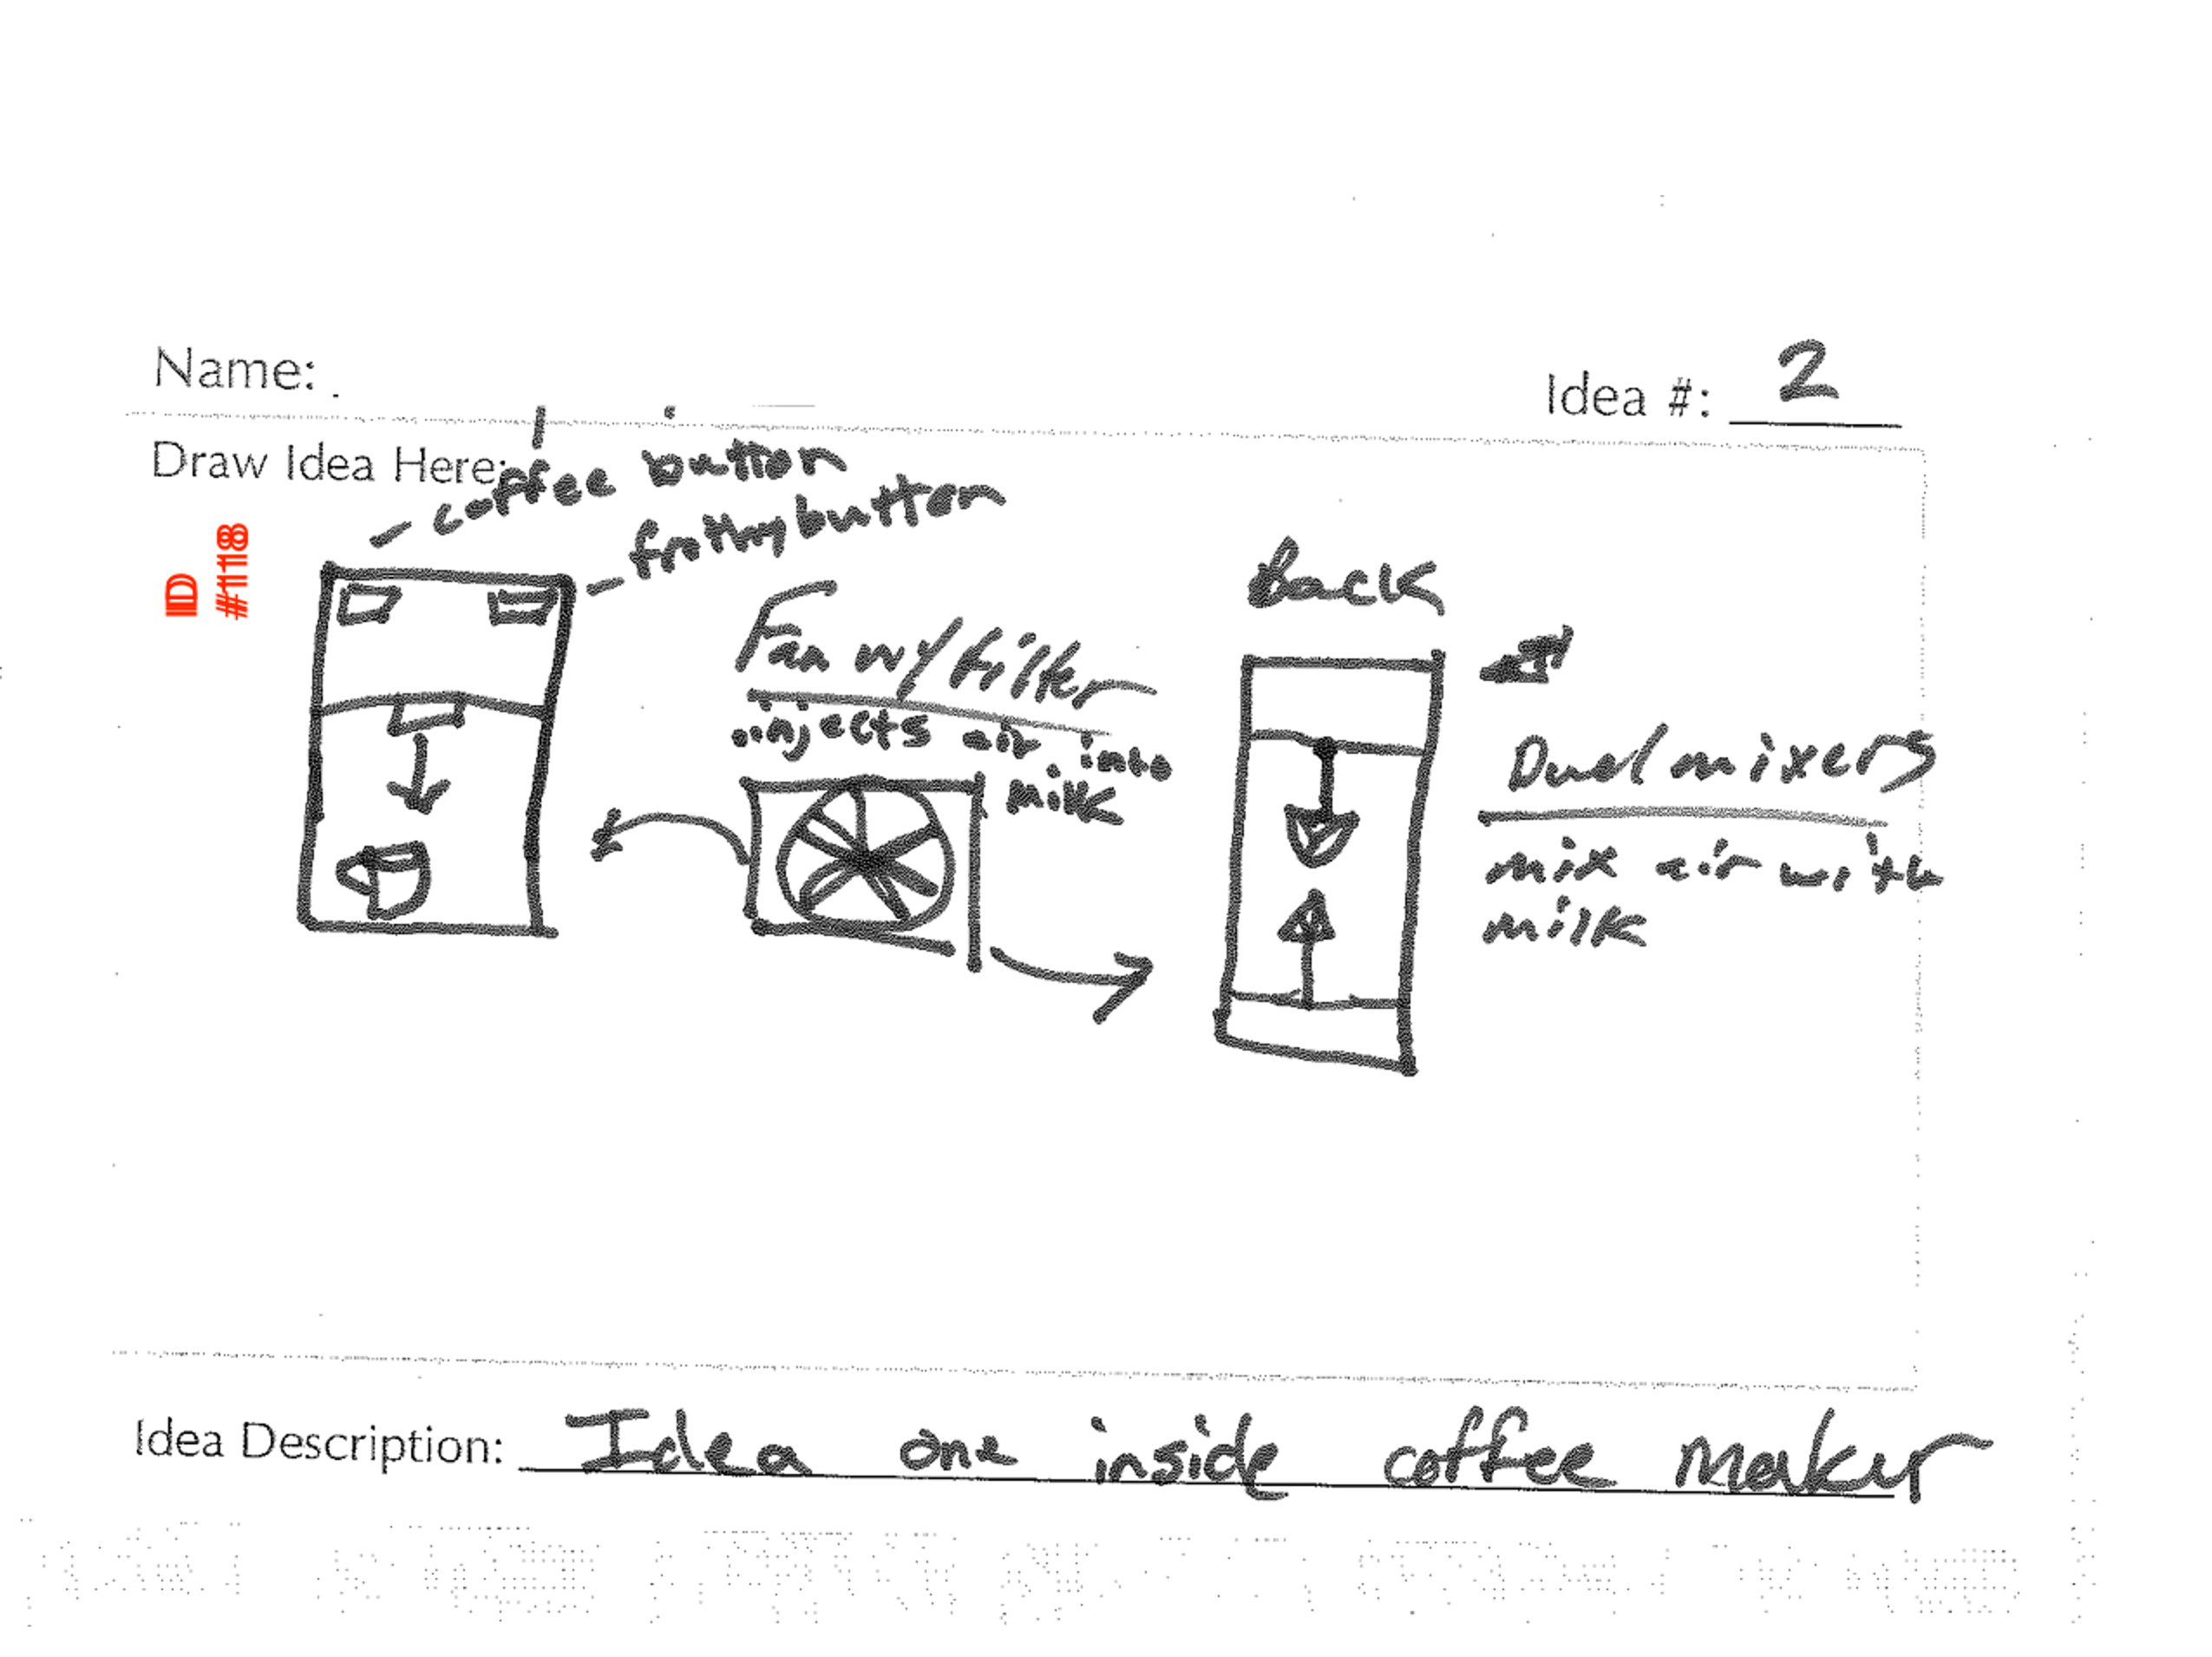 Name:
Idea #: 2
Draw Idea Here:
- coffee button
- frothy button
ID
#1118
Fan w/ filter
injects air into
milk
Back
Dual mixers
mix air with
milk
Idea Description: Idea one inside coffee maker